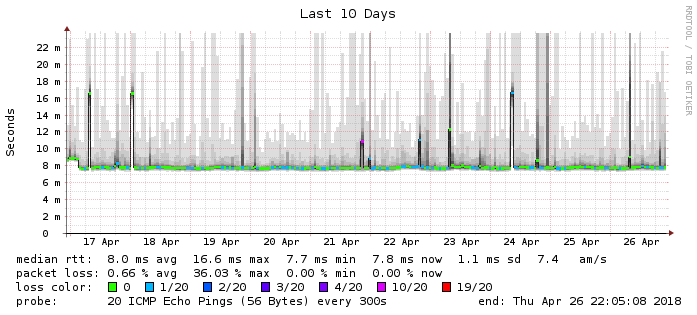 Last 10 Days
RRDTOOL / TOBI OETIKER
Seconds
22 m
20 m
18 m
16 m
14 m
12 m
10 m
8 m
6 m
4 m
2 m
0
17 Apr 18 Apr 19 Apr 20 Apr 21 Apr 22 Apr 23 Apr 24 Apr 25 Apr 26 Apr
median rtt: 8.0 ms avg 16.6 ms max 7.7 ms min 7.8 ms now 1.1 ms sd 7.4 am/s
packet loss: 0.66 % avg 36.03 % max 0.00 % min 0.00 % now
loss color: 0 1/20 2/20 3/20 4/20 10/20 19/20
probe: 20 ICMP Echo Pings (56 Bytes) every 300s end: Thu Apr 26 22:05:08 2018